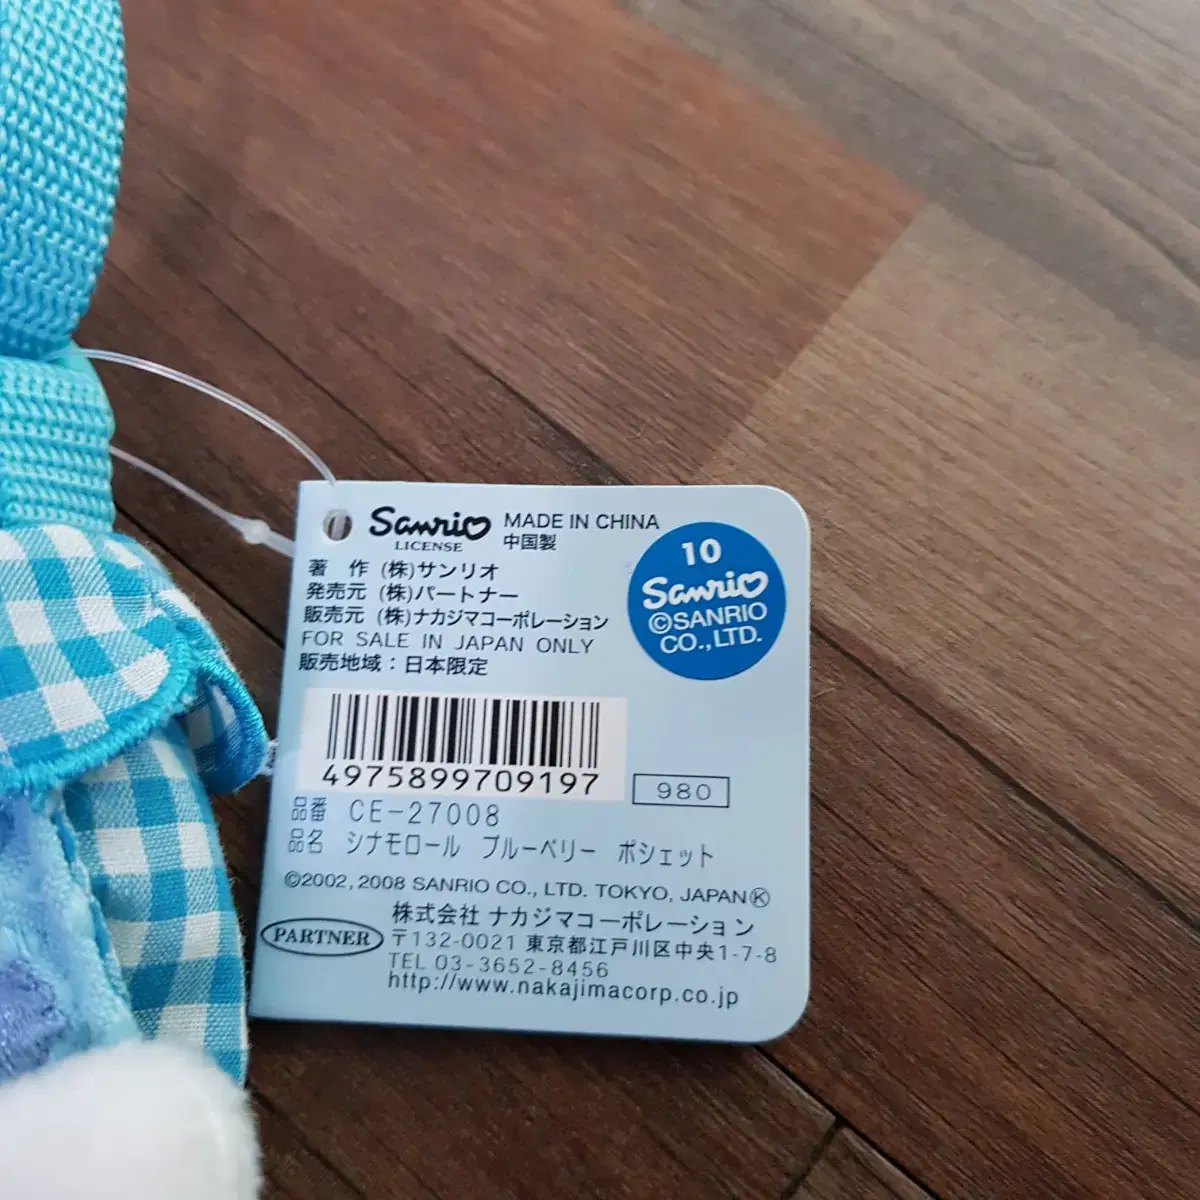 Sanrio
LICENSE
MADE IN CHINA
中国製
著 作 (株)サンリオ
発売元 (株)パートナー
販売元 (株)ナカジマコーポレーション
FOR SALE IN JAPAN ONLY
販売地域：日本限定
10
Sanrio
©SANRIO
CO.,LTD.
4975899709197
980
品番 CE-27008
品名 シナモロール ブルーベリー ポシェット
©2002, 2008 SANRIO CO., LTD. TOKYO, JAPAN Ⓚ
PARTNER
株式会社 ナカジマコーポレーション
〒132-0021 東京都江戸川区中央1-7-8
TEL 03-3652-8456
http://www.nakajimacorp.co.jp